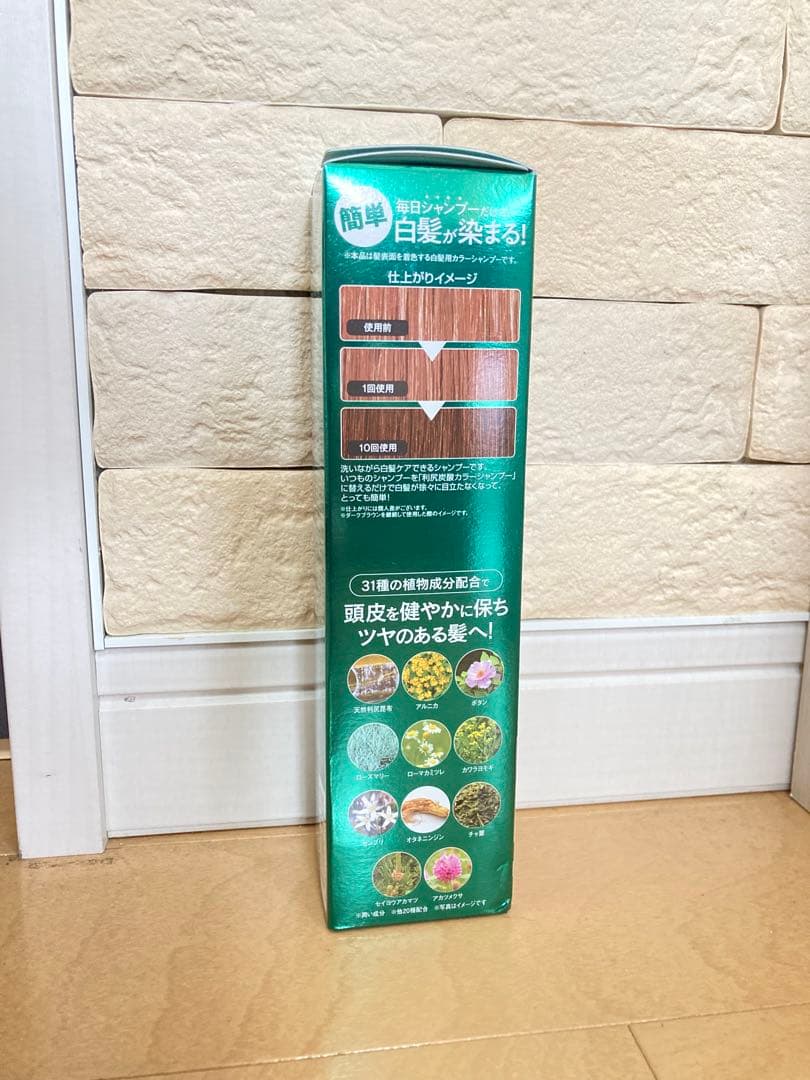 簡単
毎日シャンプーだけで
白髪が染まる!
※本品は髪表面を着色する白髪用カラーシャンプーです。
仕上がりイメージ
使用前
1回使用
10回使用
洗いながら白髪ケアできるシャンプーです。
いつものシャンプーを「利尻炭酸カラーシャンプー」
に替えるだけで白髪が徐々に目立たなくなって、
とっても簡単!
※仕上がりには個人差がございます。
※ダークブラウンを継続して使用した際のイメージです。
31種の植物成分配合で
頭皮を健やかに保ち
ツヤのある髪へ!
天然利尻昆布
アルニカ
ボタン
ローズマリー
ローマカミツレ
カワラヨモギ
センブリ
オタネニンジン
チャ葉
セイヨウアカマツ
アカツメクサ
※潤い成分 ※他20種配合 ※写真はイメージです